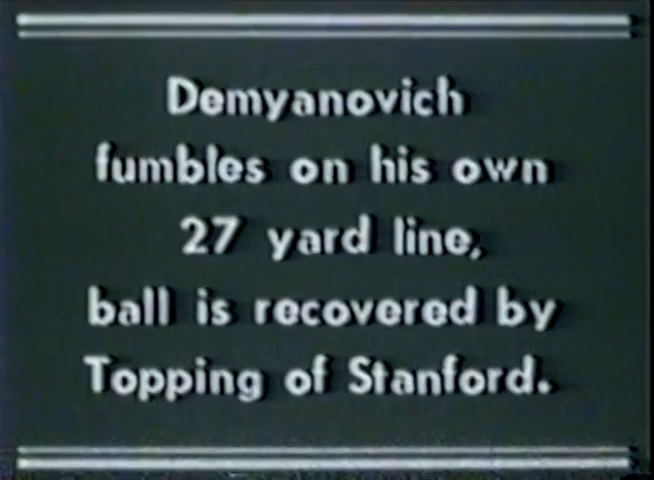 Demyanovich
fumbles on his own
27 yard line,
ball is recovered by
Topping of Stanford.